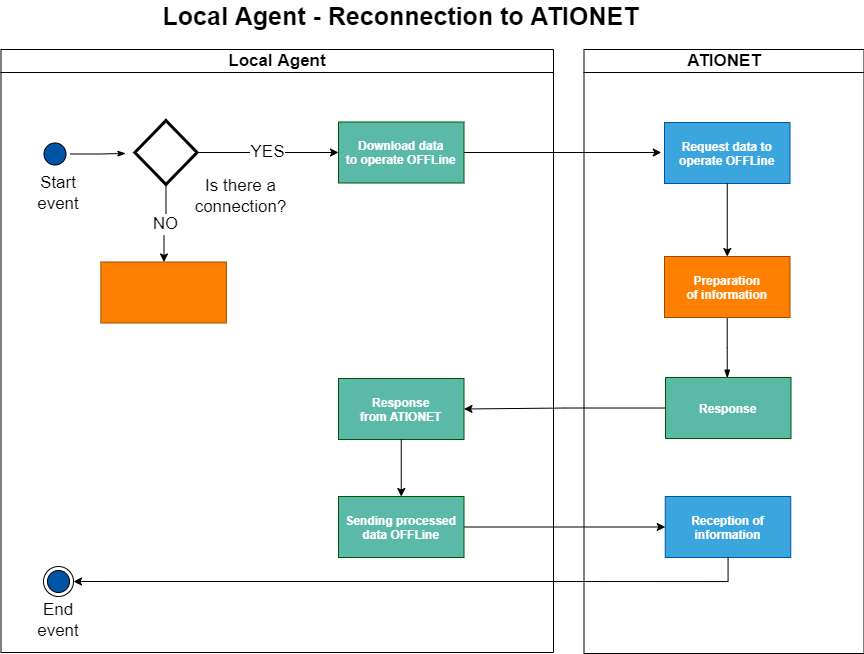 Local Agent - Reconnection to ATIONET
Local Agent
ATIONET
YES
Download data
to operate OFFLine
Request data to
operate OFFLine
Start
event
Is there a
connection?
NO
Preparation
of information
Response
from ATIONET
Response
Sending processed
data OFFLine
Reception of
information
End
event